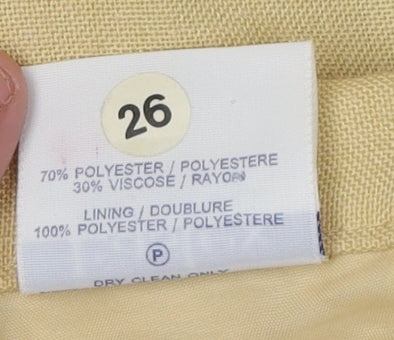 26
70% POLYESTER / POLYESTERE
30% VISCOSE / RAYON
LINING / DOUBLURE
100% POLYESTER / POLYESTERE
P
DRY CLEAN ONLY